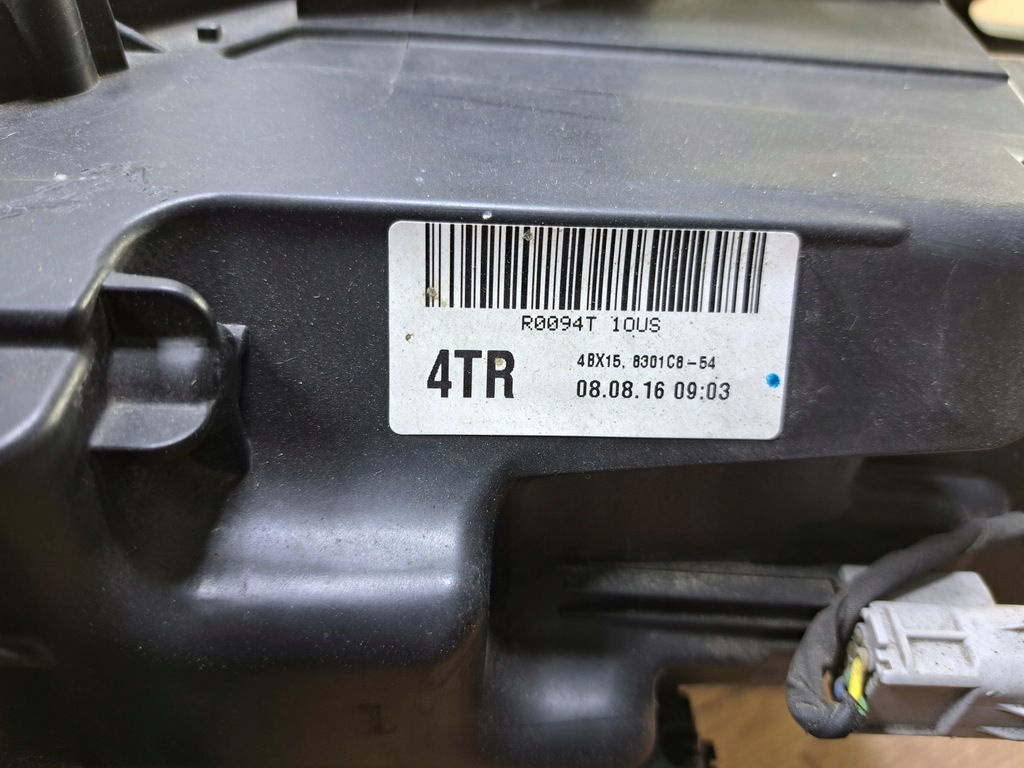 R0094T 10US
4TR
4BX15, 8301C8-54
08.08.16 09:03